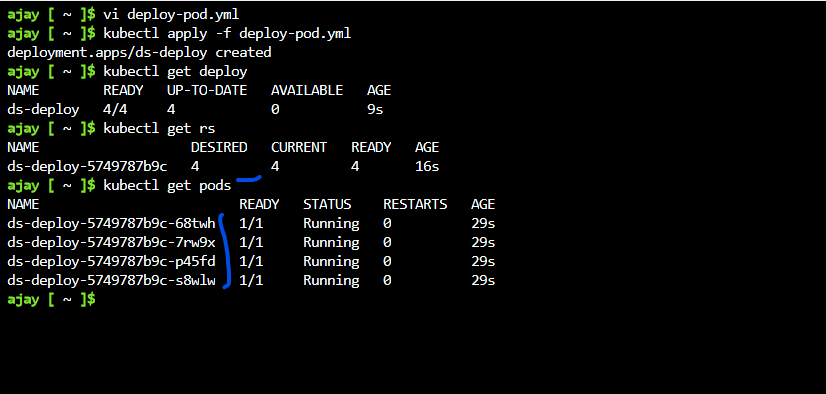 ajay [ ~ ]$ vi deploy-pod.yml
ajay [ ~ ]$ kubectl apply -f deploy-pod.yml
deployment.apps/ds-deploy created
ajay [ ~ ]$ kubectl get deploy
NAME        READY   UP-TO-DATE   AVAILABLE   AGE
ds-deploy   4/4     4            0           9s
ajay [ ~ ]$ kubectl get rs
NAME                   DESIRED   CURRENT   READY   AGE
ds-deploy-5749787b9c   4         4         4       16s
ajay [ ~ ]$ kubectl get pods
NAME                         READY   STATUS    RESTARTS   AGE
ds-deploy-5749787b9c-68twh   1/1     Running   0          29s
ds-deploy-5749787b9c-7rw9x   1/1     Running   0          29s
ds-deploy-5749787b9c-p45fd   1/1     Running   0          29s
ds-deploy-5749787b9c-s8wlw   1/1     Running   0          29s
ajay [ ~ ]$